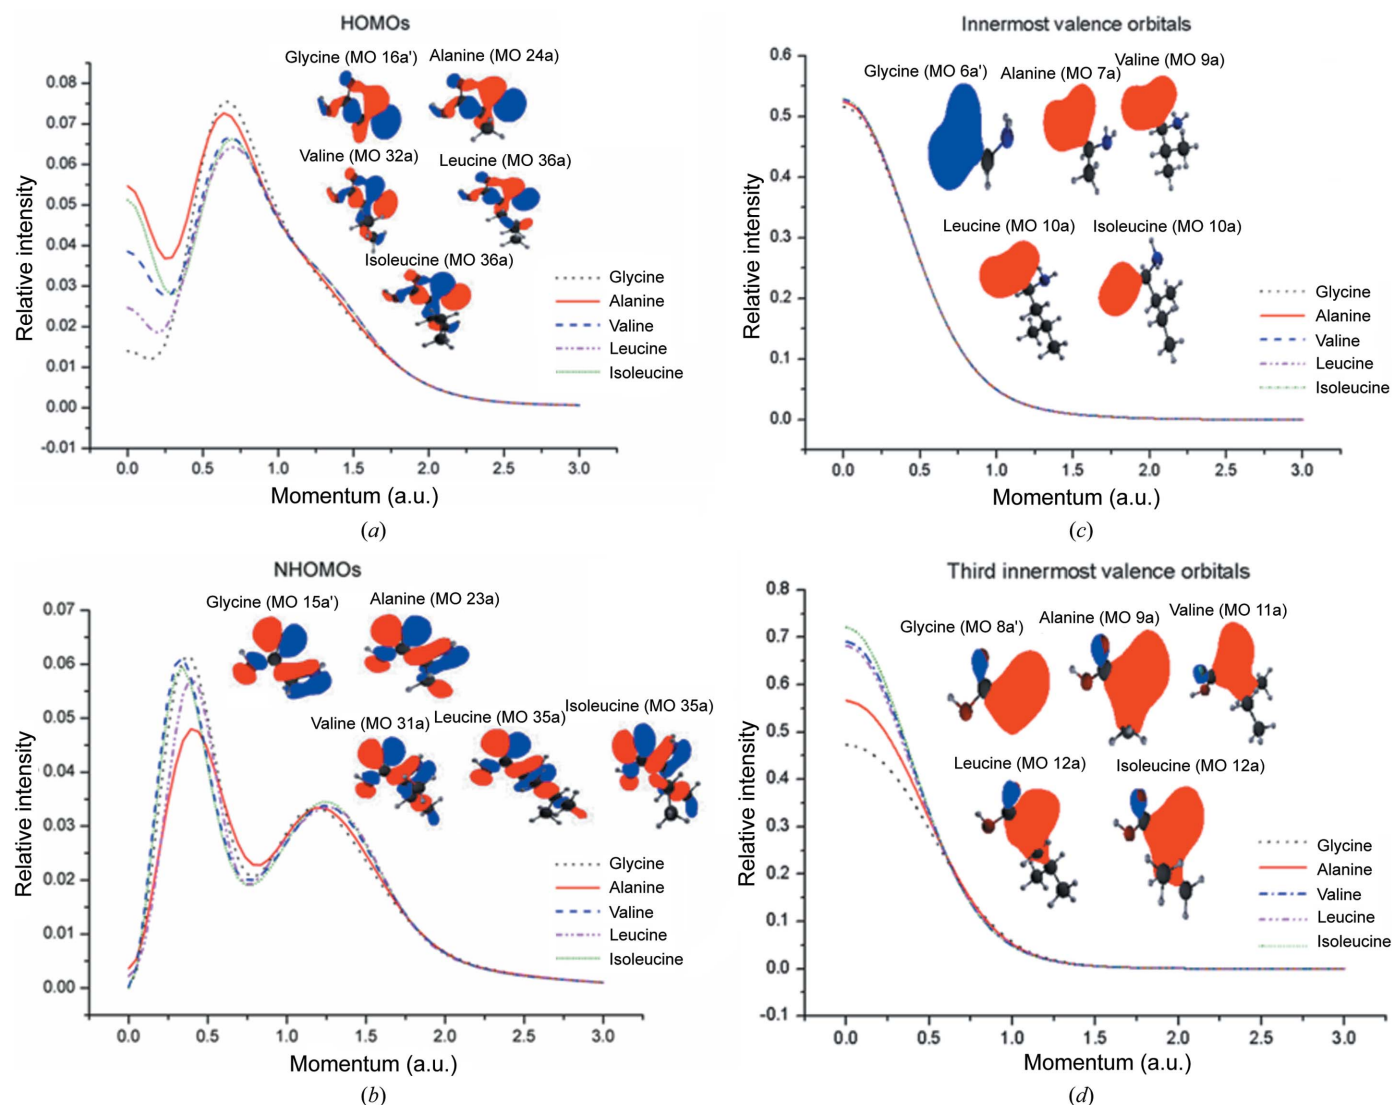 HOMOs
Glycine (MO 16a') Alanine (MO 24a)
Valine (MO 32a) Leucine (MO 36a)
Isoleucine (MO 36a)
Relative intensity
0.08
0.07
0.06
0.05
0.04
0.03
0.02
0.01
0.00
-0.01
Glycine
Alanine
Valine
Leucine
Isoleucine
0.0 0.5 1.0 1.5 2.0 2.5 3.0
Momentum (a.u.)
(a)
Innermost valence orbitals
Valine (MO 9a)
Glycine (MO 6a') Alanine (MO 7a)
Leucine (MO 10a) Isoleucine (MO 10a)
Relative intensity
0.6
0.5
0.4
0.3
0.2
0.1
0.0
Glycine
Alanine
Valine
Leucine
Isoleucine
0.0 0.5 1.0 1.5 2.0 2.5 3.0
Momentum (a.u.)
(c)
NHOMOs
Glycine (MO 15a') Alanine (MO 23a)
Valine (MO 31a) Leucine (MO 35a) Isoleucine (MO 35a)
Relative intensity
0.07
0.06
0.05
0.04
0.03
0.02
0.01
0.00
Glycine
Alanine
Valine
Leucine
Isoleucine
0.0 0.5 1.0 1.5 2.0 2.5 3.0
Momentum (a.u.)
(b)
Third innermost valence orbitals
Glycine (MO 8a') Alanine (MO 9a) Valine (MO 11a)
Leucine (MO 12a) Isoleucine (MO 12a)
Relative intensity
0.8
0.7
0.6
0.5
0.4
0.3
0.2
0.1
0.0
-0.1
Glycine
Alanine
Valine
Leucine
Isoleucine
0.0 0.5 1.0 1.5 2.0 2.5 3.0
Momentum (a.u.)
(d)